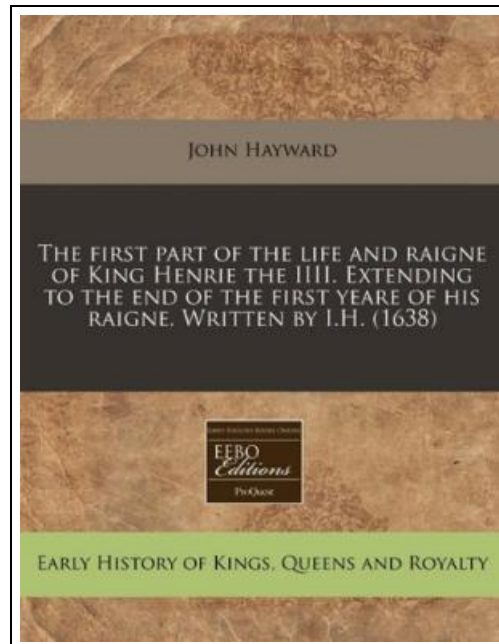 John Hayward
The first part of the life and raigne
of King Henrie the IIII. Extending
to the end of the first yeare of his
raigne. Written by I.H. (1638)
EEBO
Editions
ProQuest
Early History of Kings, Queens and Royalty